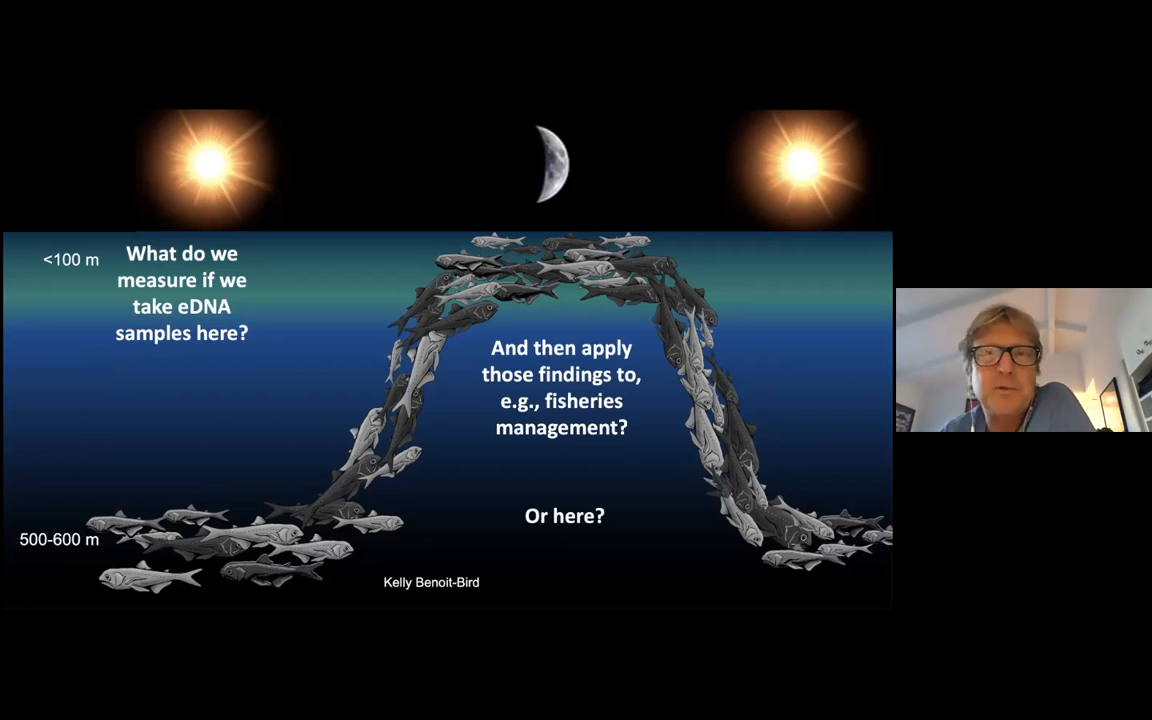 <100 m
What do we
measure if we
take eDNA
samples here?
And then apply
those findings to,
e.g., fisheries
management?
Or here?
500-600 m
Kelly Benoit-Bird